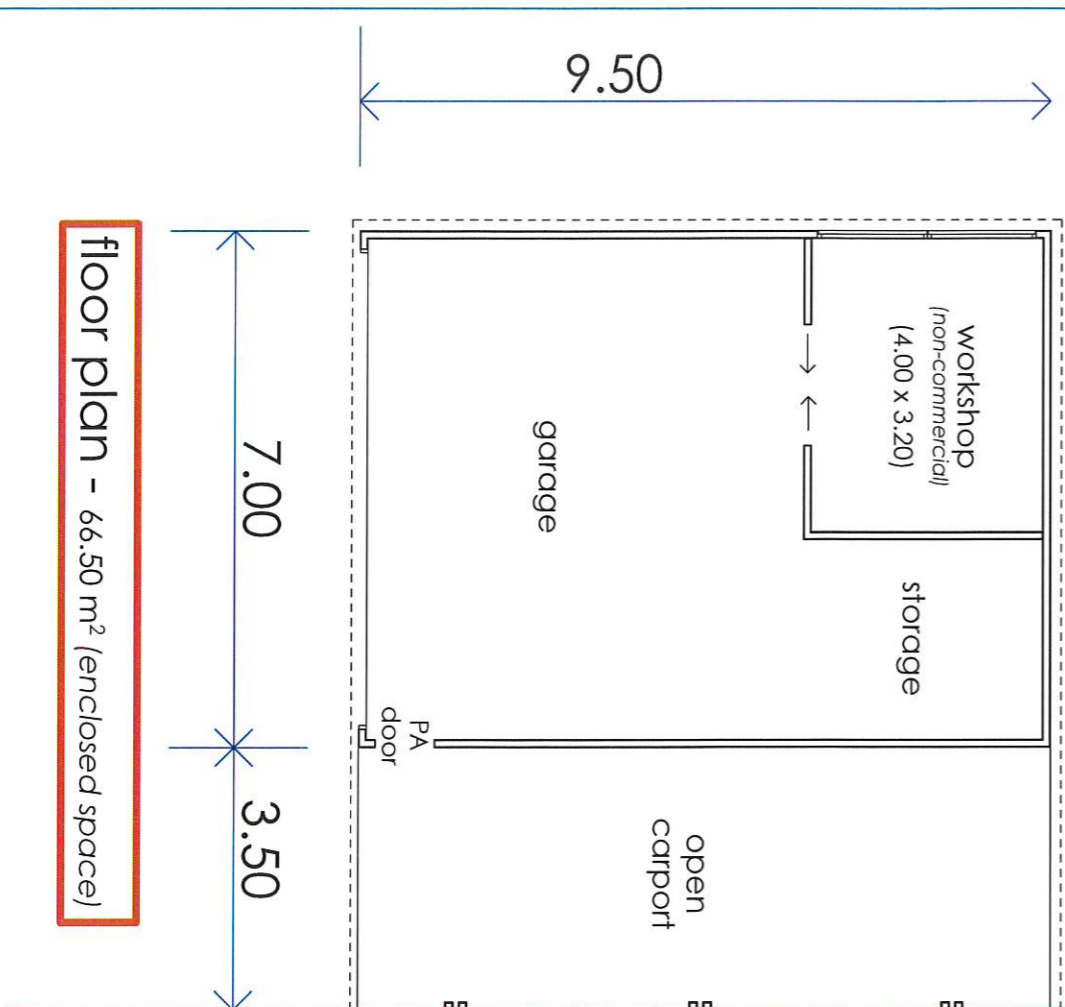 9.50
workshop
(non-commercial)
(4.00 x 3.20)
garage
storage
PA
door
open
carport
7.00
3.50
floor plan - 66.50 m² (enclosed space)